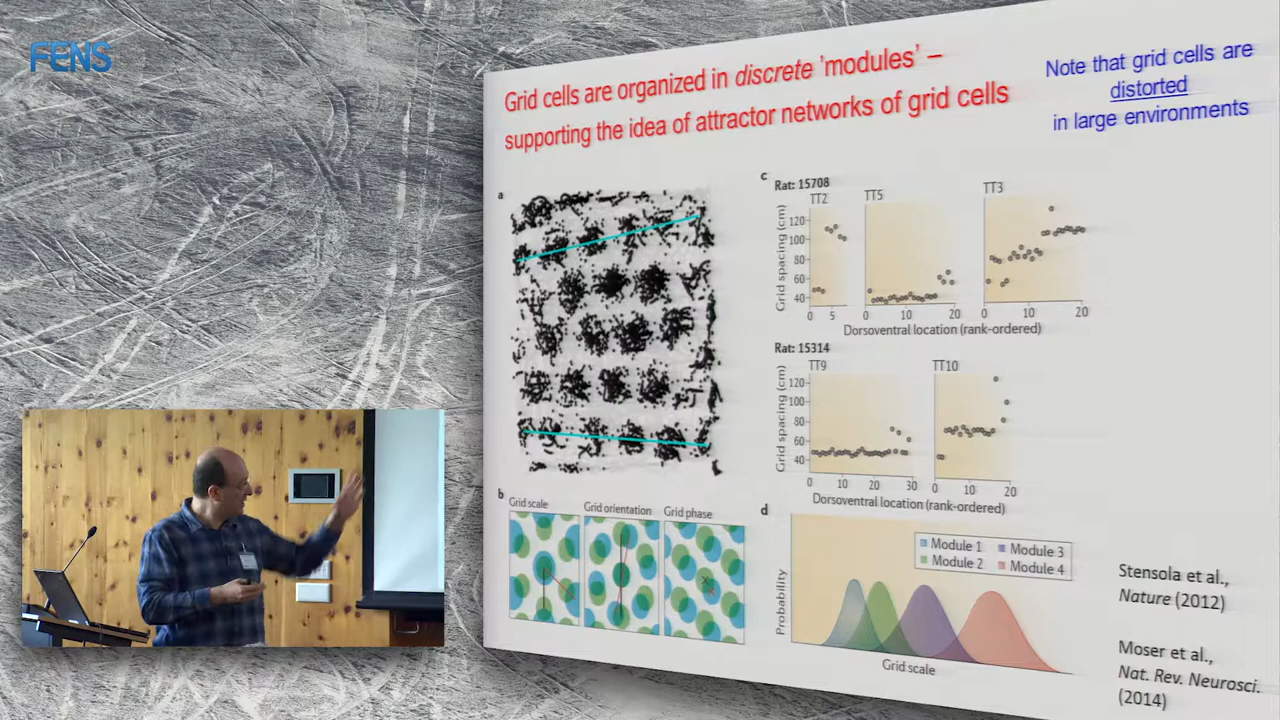 FENS
Grid cells are organized in discrete 'modules' –
supporting the idea of attractor networks of grid cells
Note that grid cells are
distorted
in large environments
a
c
Rat: 15708
TT2
TT5
TT3
Grid spacing (cm)
120
100
80
60
40
0 5
0 10 20
0 10 20
Dorsoventral location (rank-ordered)
Rat: 15314
TT9
TT10
Grid spacing (cm)
120
100
80
60
40
0 10 20 30
0 10 20
Dorsoventral location (rank-ordered)
b
Grid scale
Grid orientation
Grid phase
d
Probability
Module 1
Module 3
Module 2
Module 4
Grid scale
Stensola et al.,
Nature (2012)
Moser et al.,
Nat. Rev. Neurosci.
(2014)